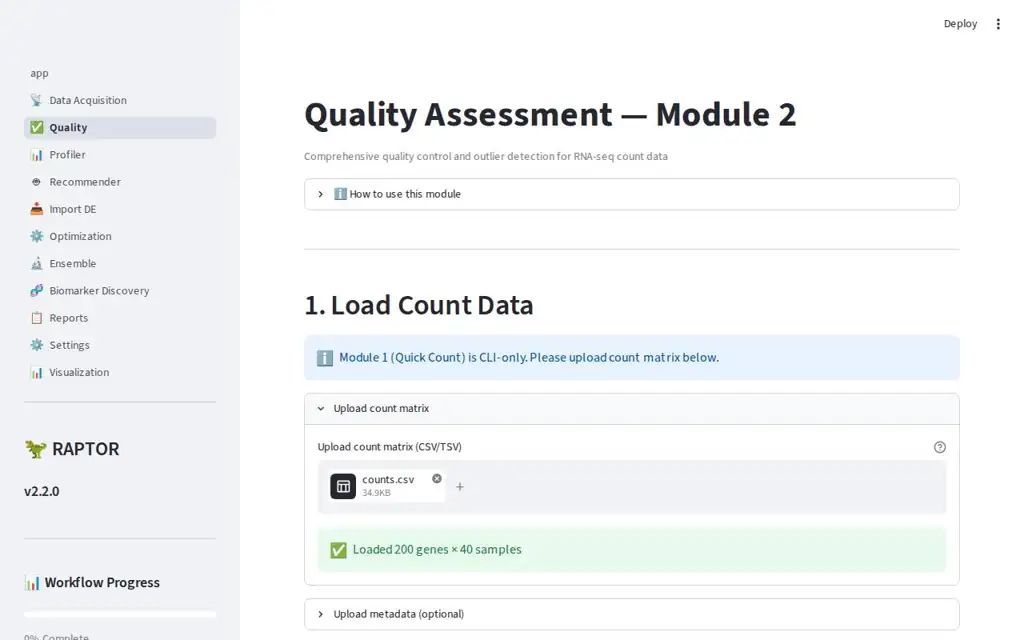 Deploy
app
Data Acquisition
Quality
Profiler
Recommender
Import DE
Optimization
Ensemble
Biomarker Discovery
Reports
Settings
Visualization
RAPTOR
v2.2.0
Workflow Progress
0% Complete
Quality Assessment — Module 2
Comprehensive quality control and outlier detection for RNA-seq count data
How to use this module
1. Load Count Data
Module 1 (Quick Count) is CLI-only. Please upload count matrix below.
Upload count matrix
Upload count matrix (CSV/TSV)
counts.csv
34.9KB
Loaded 200 genes × 40 samples
Upload metadata (optional)